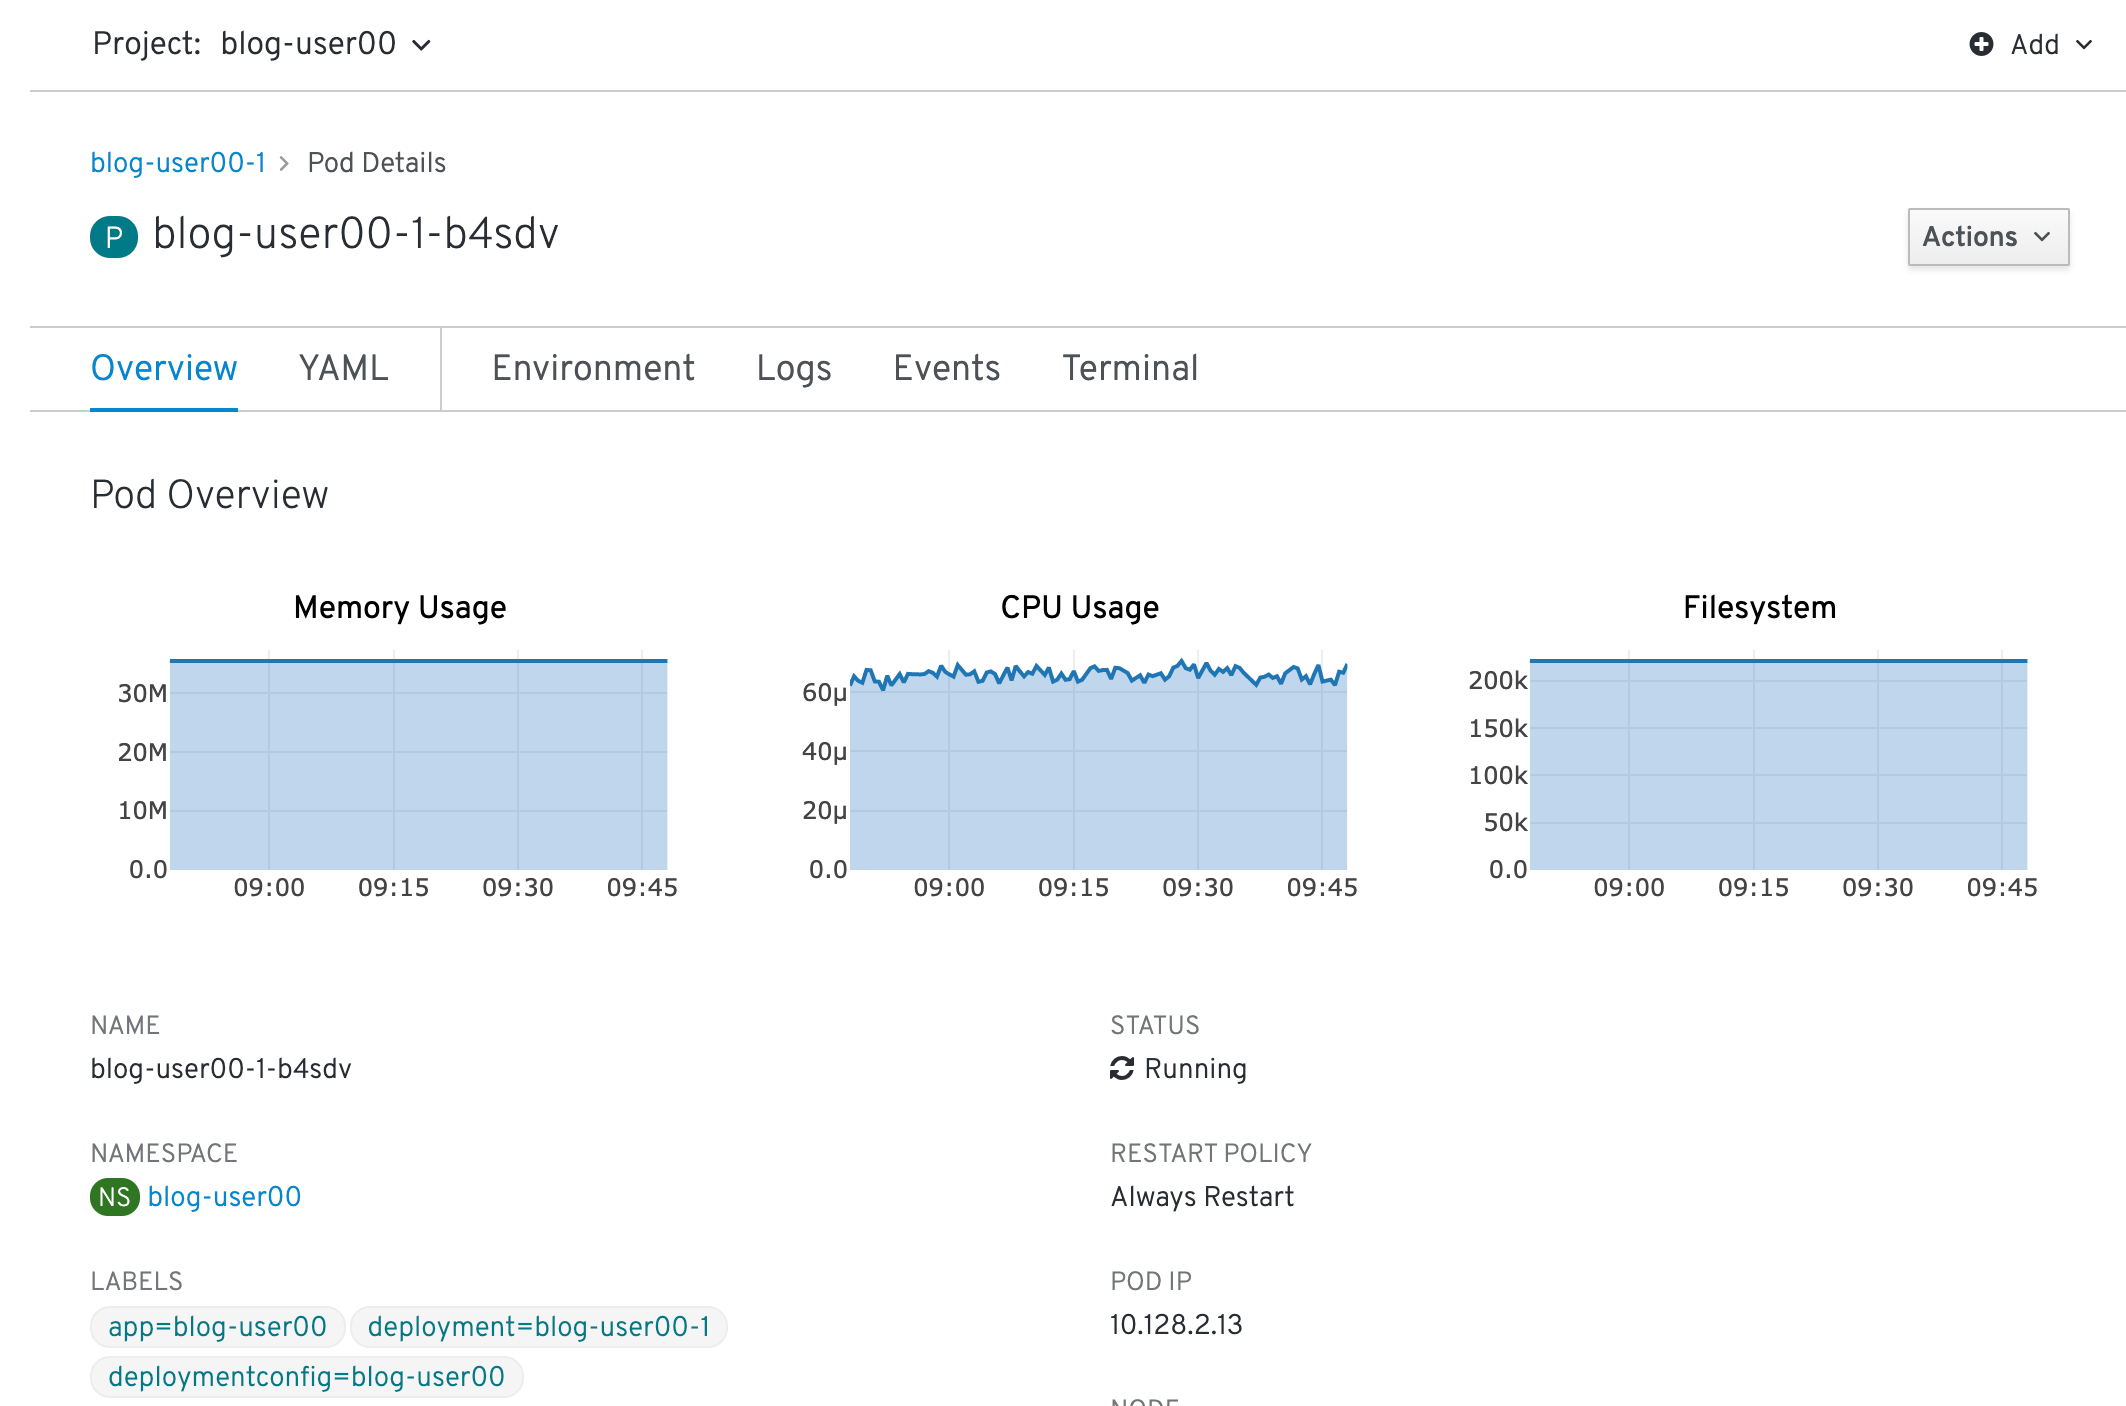 Project: blog-user00
Add
blog-user00-1 > Pod Details
P blog-user00-1-b4sdv
Actions
Overview YAML Environment Logs Events Terminal
Pod Overview
Memory Usage
30M
20M
10M
0.0
09:00 09:15 09:30 09:45
CPU Usage
60µ
40µ
20µ
0.0
09:00 09:15 09:30 09:45
Filesystem
200k
150k
100k
50k
0.0
09:00 09:15 09:30 09:45
NAME
blog-user00-1-b4sdv
NAMESPACE
NS blog-user00
LABELS
app=blog-user00 deployment=blog-user00-1
deploymentconfig=blog-user00
STATUS
Running
RESTART POLICY
Always Restart
POD IP
10.128.2.13